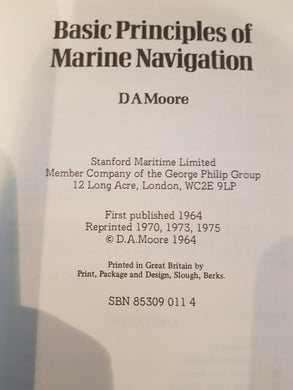 Basic Principles of
Marine Navigation
D A Moore
Stanford Maritime Limited
Member Company of the George Philip Group
12 Long Acre, London, WC2E 9LP
First published 1964
Reprinted 1970, 1973, 1975
© D.A.Moore 1964
Printed in Great Britain by
Print, Package and Design, Slough, Berks.
SBN 85309 011 4